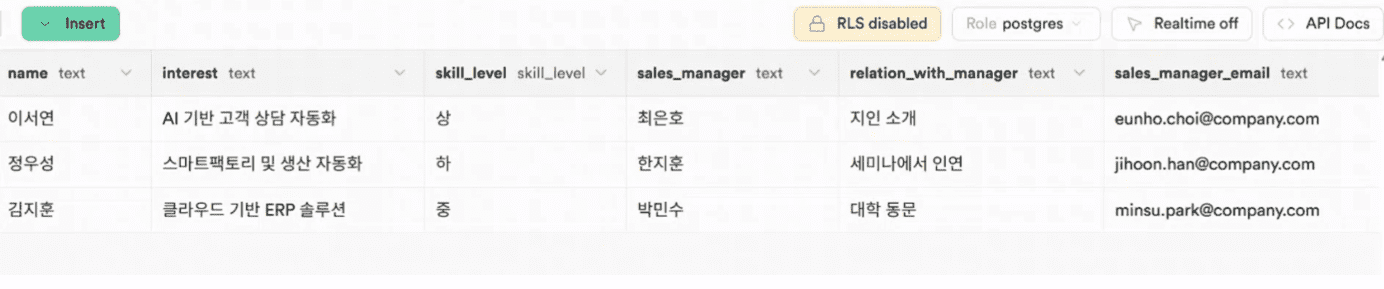 Insert RLS disabled Role postgres Realtime off API Docs
name text interest text skill_level skill_level sales_manager text relation_with_manager text sales_manager_email text
이서연 AI 기반 고객 상담 자동화 상 최은호 지인 소개 eunho.choi@company.com
정우성 스마트팩토리 및 생산 자동화 하 한지훈 세미나에서 인연 jihoon.han@company.com
김지훈 클라우드 기반 ERP 솔루션 중 박민수 대학 동문 minsu.park@company.com